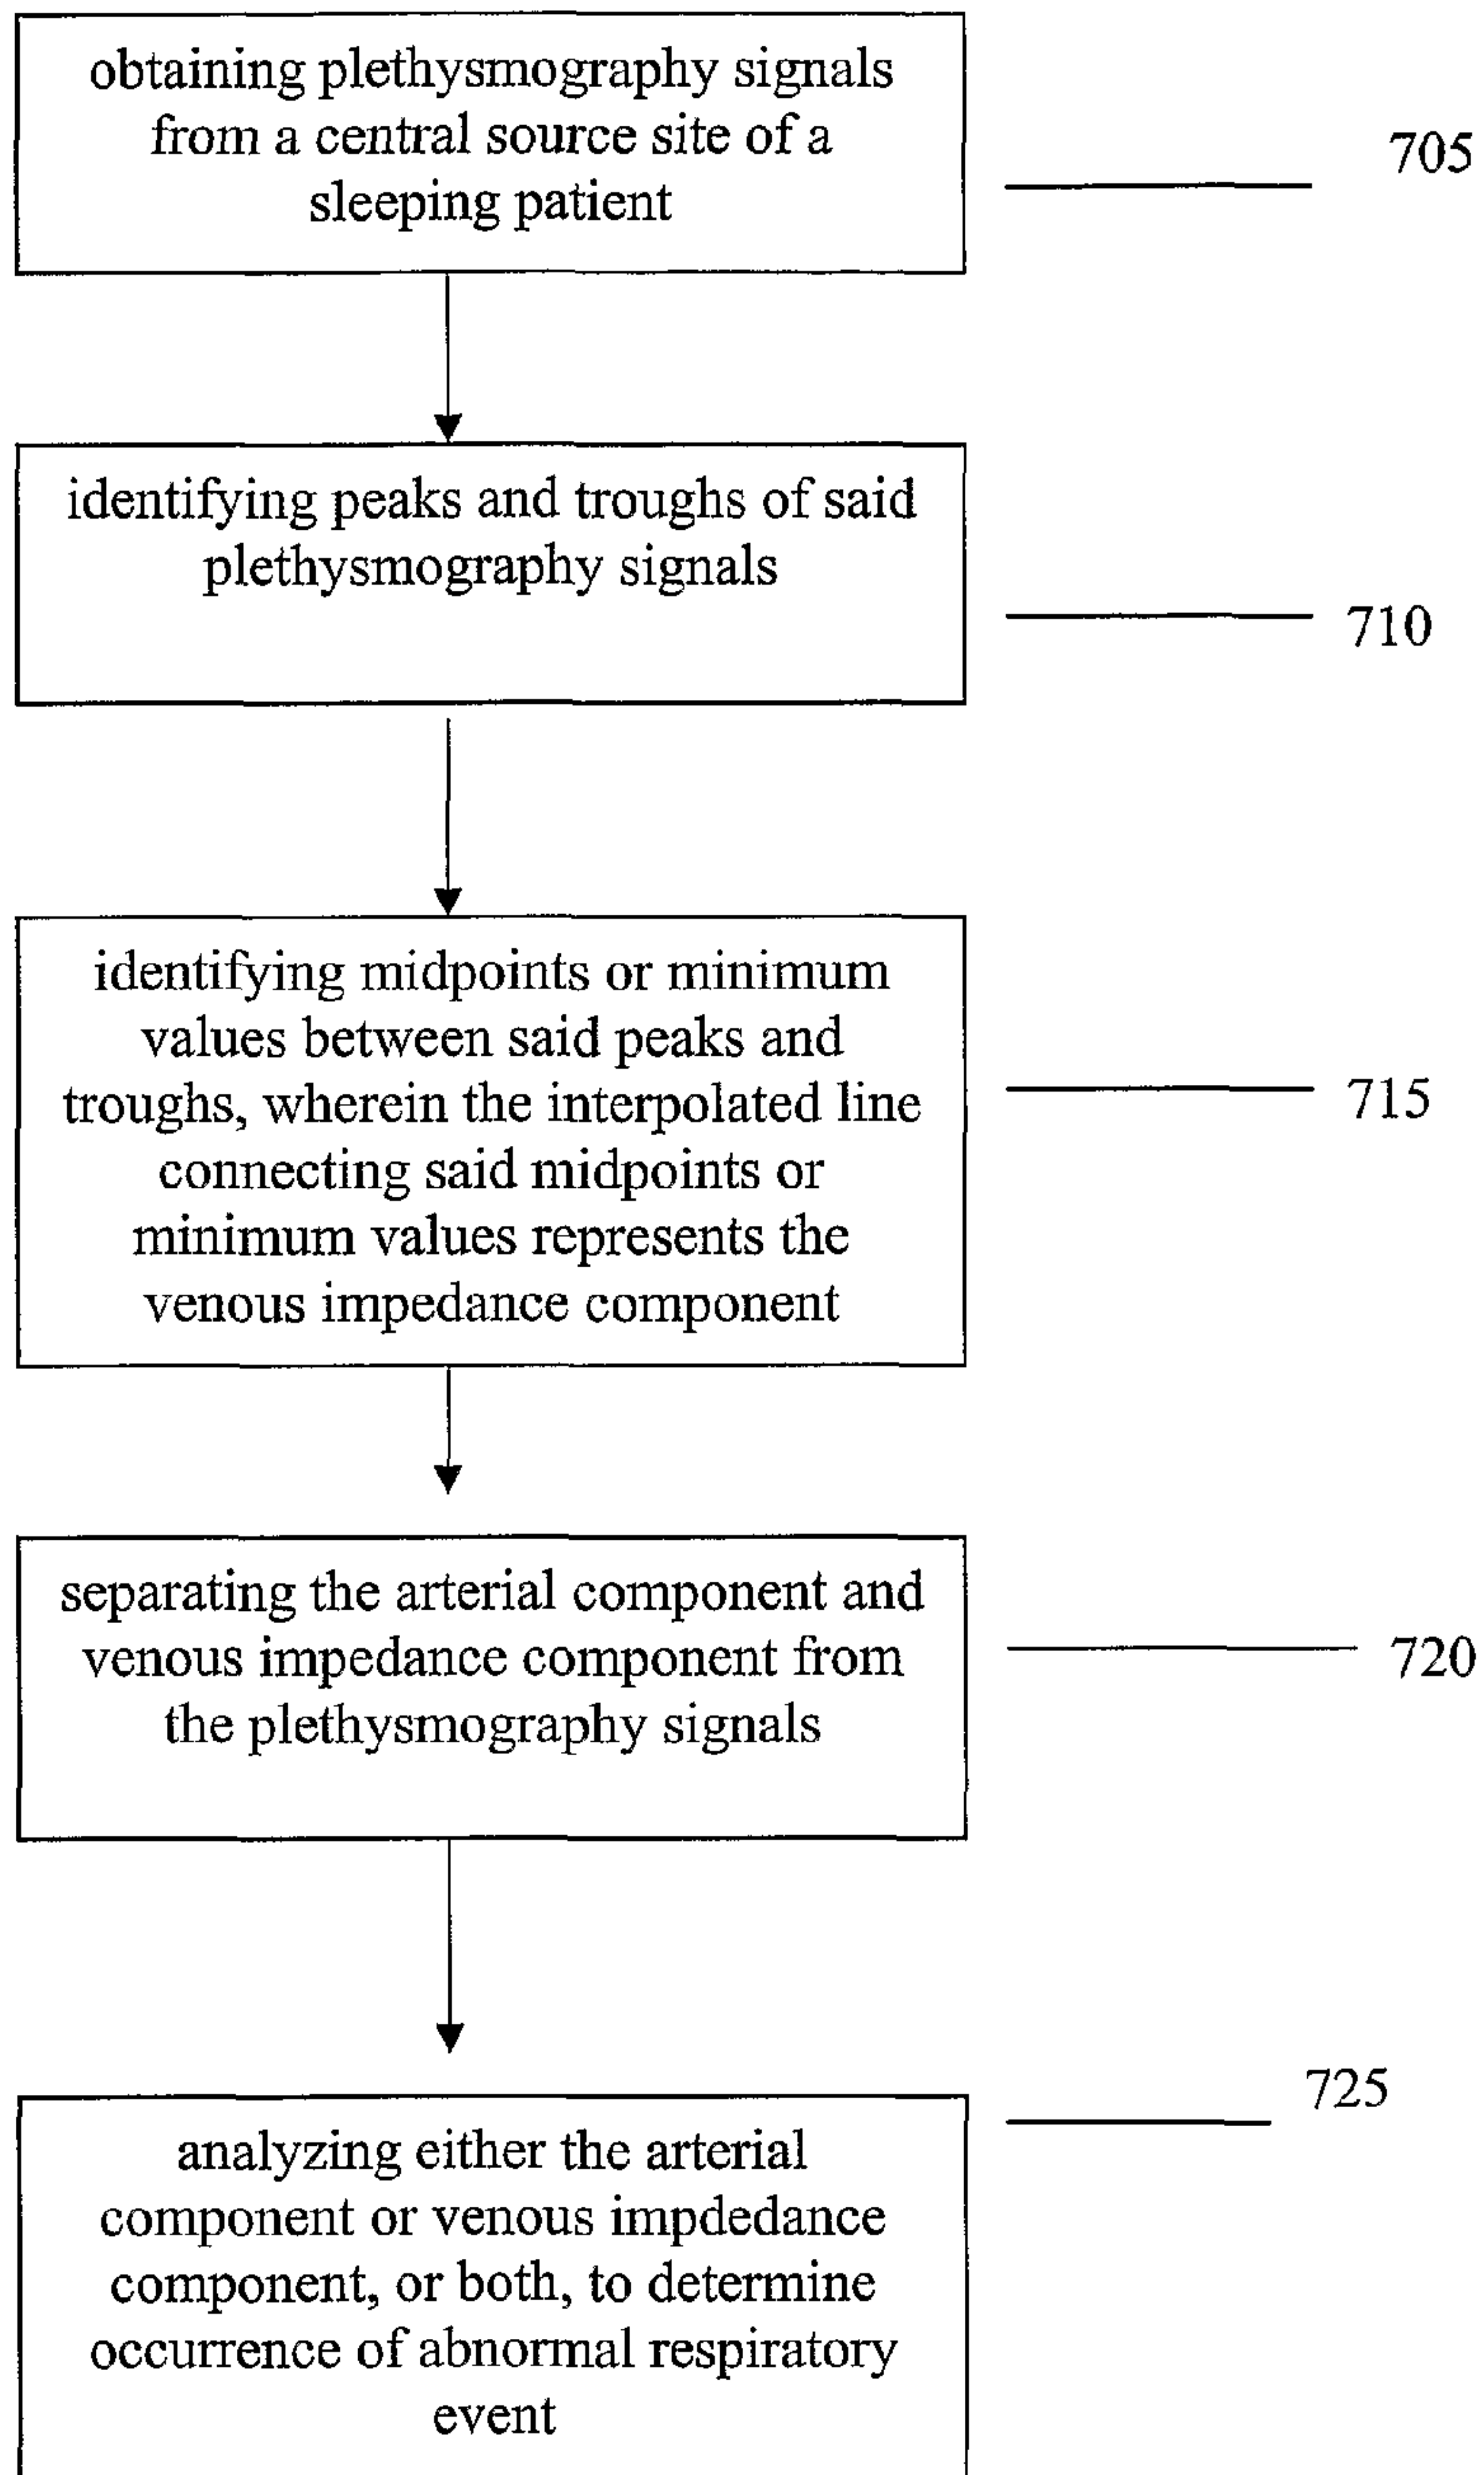 obtaining plethysmography signals
from a central source site of a
sleeping patient
705
identifying peaks and troughs of said
plethysmography signals
710
identifying midpoints or minimum
values between said peaks and
troughs, wherein the interpolated line
connecting said midpoints or
minimum values represents the
venous impedance component
715
separating the arterial component and
venous impedance component from
the plethysmography signals
720
725
analyzing either the arterial
component or venous impdedance
component, or both, to determine
occurrence of abnormal respiratory
event